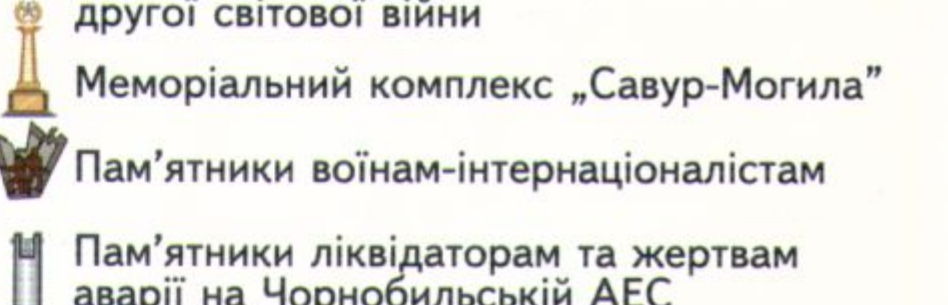 другої світової війни
Меморіальний комплекс „Савур-Могила”
Пам’ятники воїнам-інтернаціоналістам
Пам’ятники ліквідаторам та жертвам
аварії на Чорнобильській АЕС